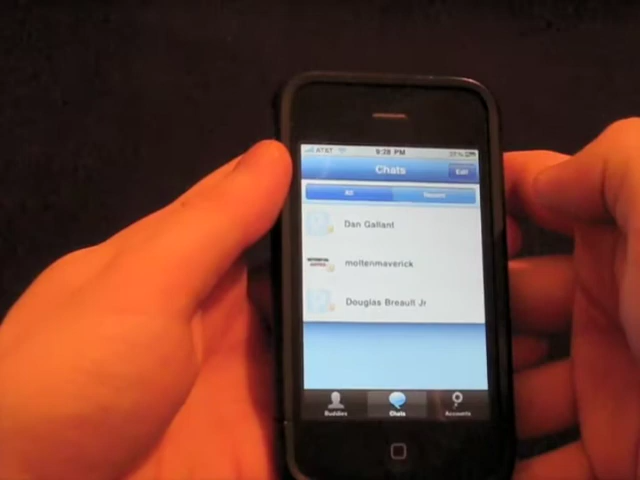 AT&T 9:28 PM
Chats Edit
All Recent
Dan Gallant
moltenmaverick
Douglas Breault Jr
Buddies Chats Accounts